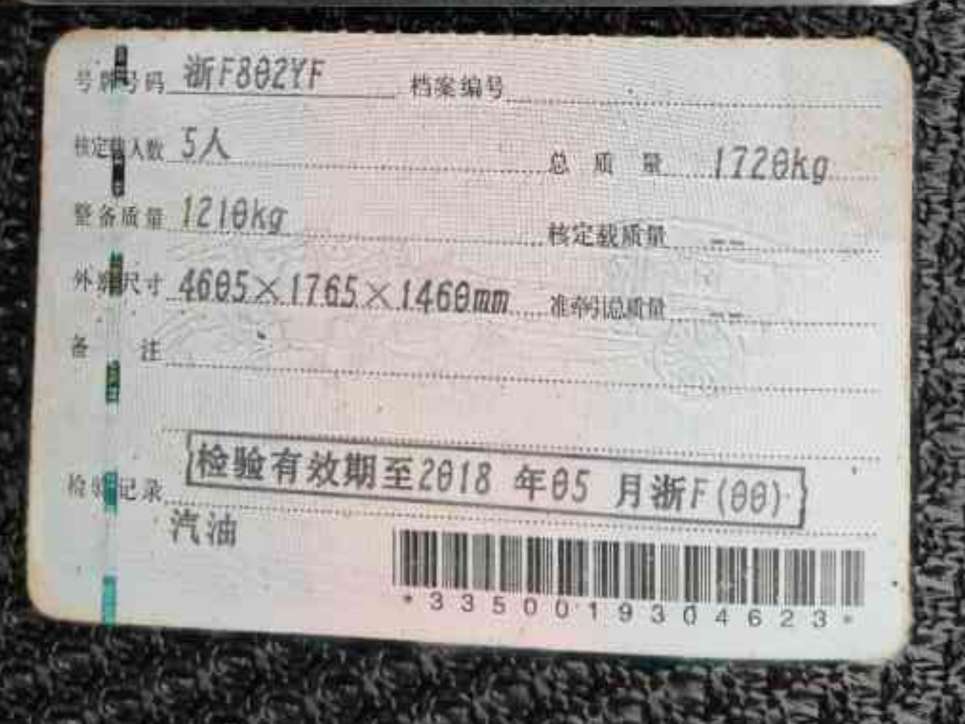 号牌号码 浙F802YF 档案编号
核定载人数 5人 总质量 1720kg
整备质量 1210kg 核定载质量 --
外廓尺寸 4605×1765×1460mm 准牵引总质量 --
备注
检验记录 检验有效期至2018 年05 月浙F(00)
汽油
*3350019304623*